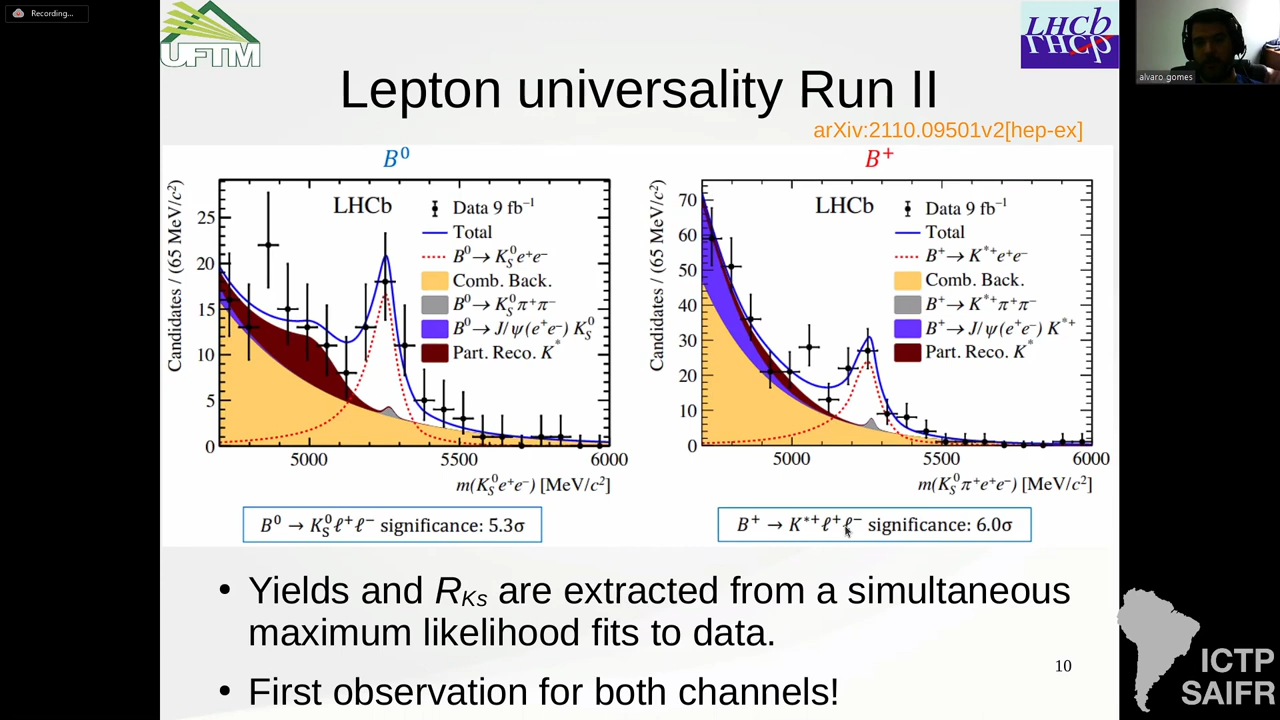 Recording...
UFTM
LHCb
alvaro gomes
Lepton universality Run II
arXiv:2110.09501v2[hep-ex]
B⁰
Candidates / (65 MeV/c²)
25
20
15
10
5
0
LHCb
Data 9 fb⁻¹
Total
B⁰→ K⁰_S e⁺e⁻
Comb. Back.
B⁰→ K⁰_S π⁺π⁻
B⁰→ J/ψ(e⁺e⁻) K⁰_S
Part. Reco. K*
5000 5500 6000
m(K⁰_S e⁺e⁻) [MeV/c²]
B⁰ → K⁰_S ℓ⁺ℓ⁻ significance: 5.3σ
B⁺
Candidates / (65 MeV/c²)
70
60
50
40
30
20
10
0
LHCb
Data 9 fb⁻¹
Total
B⁺→ K*⁺e⁺e⁻
Comb. Back.
B⁺→ K*⁺π⁺π⁻
B⁺→ J/ψ(e⁺e⁻) K*⁺
Part. Reco. K*
5000 5500 6000
m(K⁰_S π⁺e⁺e⁻) [MeV/c²]
B⁺ → K*⁺ℓ⁺ℓ⁻ significance: 6.0σ
• Yields and R_Ks are extracted from a simultaneous
maximum likelihood fits to data.
• First observation for both channels!
10
ICTP
SAIFR